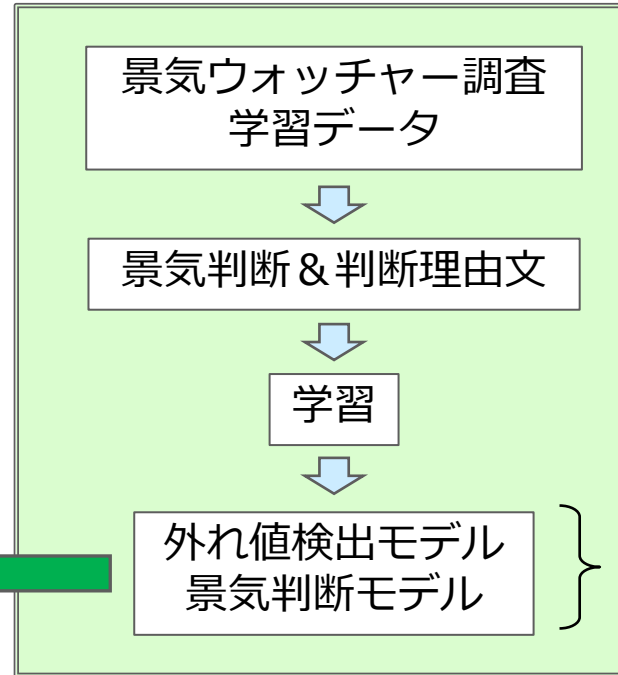 景気ウォッチャー調査
学習データ
景気判断＆判断理由文
学習
外れ値検出モデル
景気判断モデル